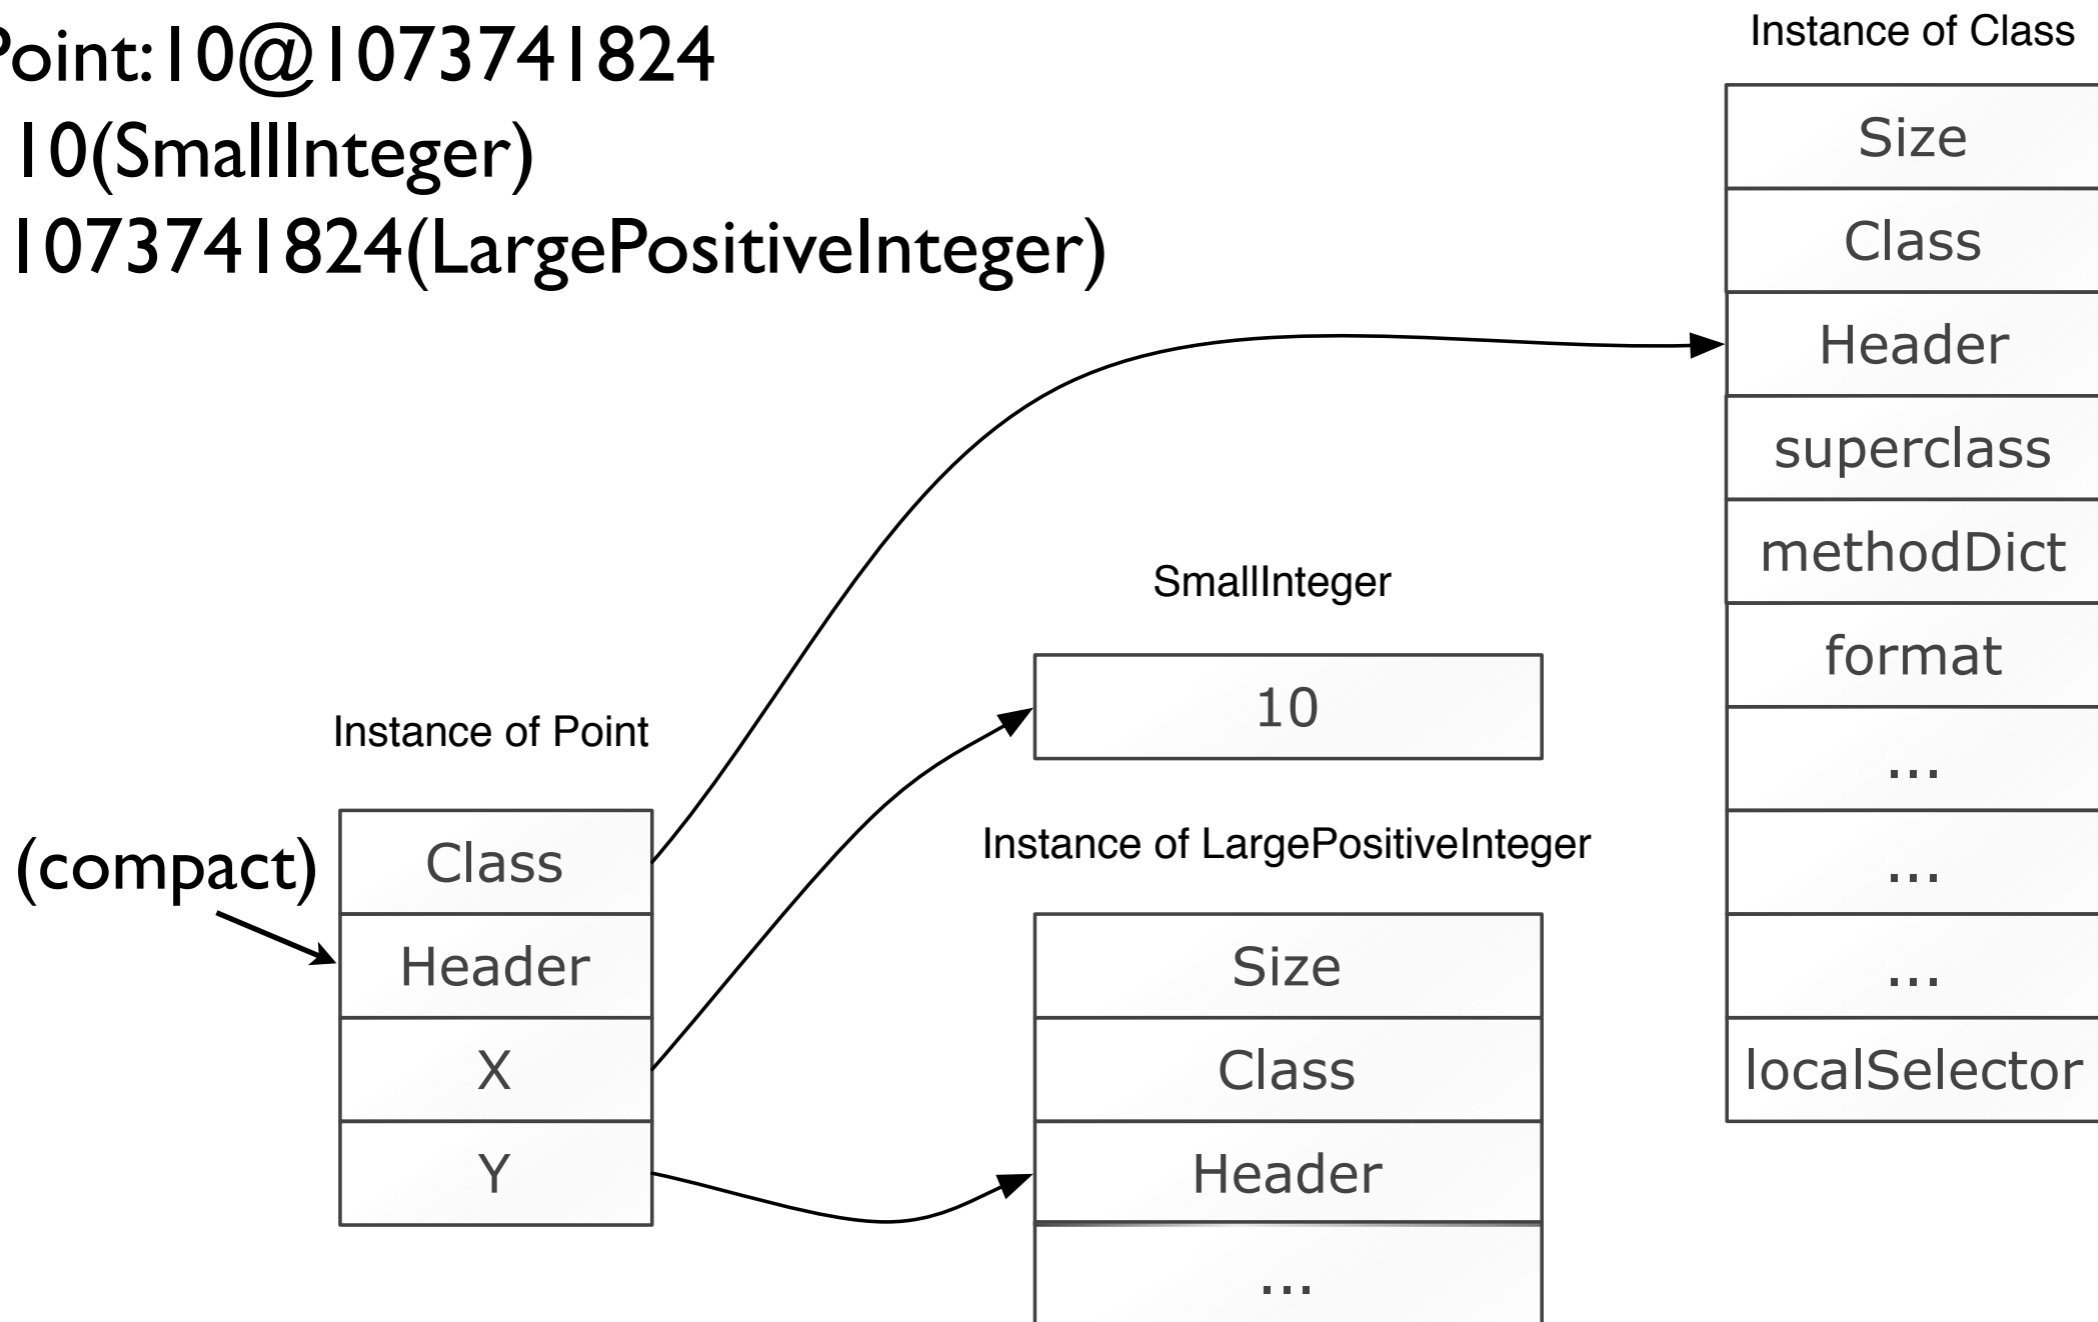 Point:10@1073741824
10(SmallInteger)
1073741824(LargePositiveInteger)
Instance of Class
Size
Class
Header
superclass
methodDict
format
...
...
...
localSelector
SmallInteger
10
Instance of Point
(compact)
Class
Header
X
Y
Instance of LargePositiveInteger
Size
Class
Header
...